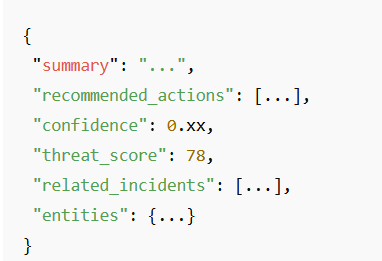 {
"summary": "...",
"recommended_actions": [...],
"confidence": 0.xx,
"threat_score": 78,
"related_incidents": [...],
"entities": {...}
}